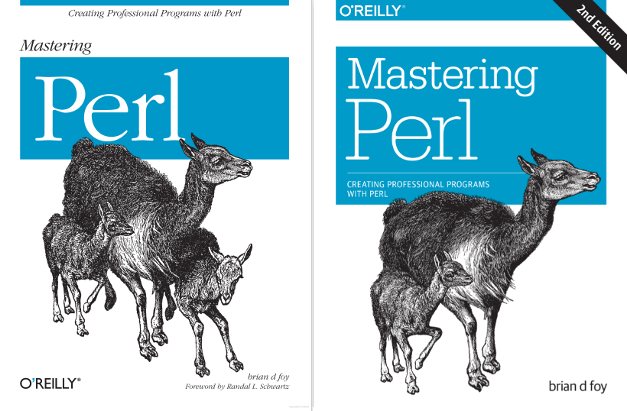 Creating Professional Programs with Perl
Mastering
Perl
O'REILLY®
brian d foy
Foreword by Randal L. Schwartz
O'REILLY®
2nd Edition
Mastering
Perl
CREATING PROFESSIONAL PROGRAMS
WITH PERL
brian d foy